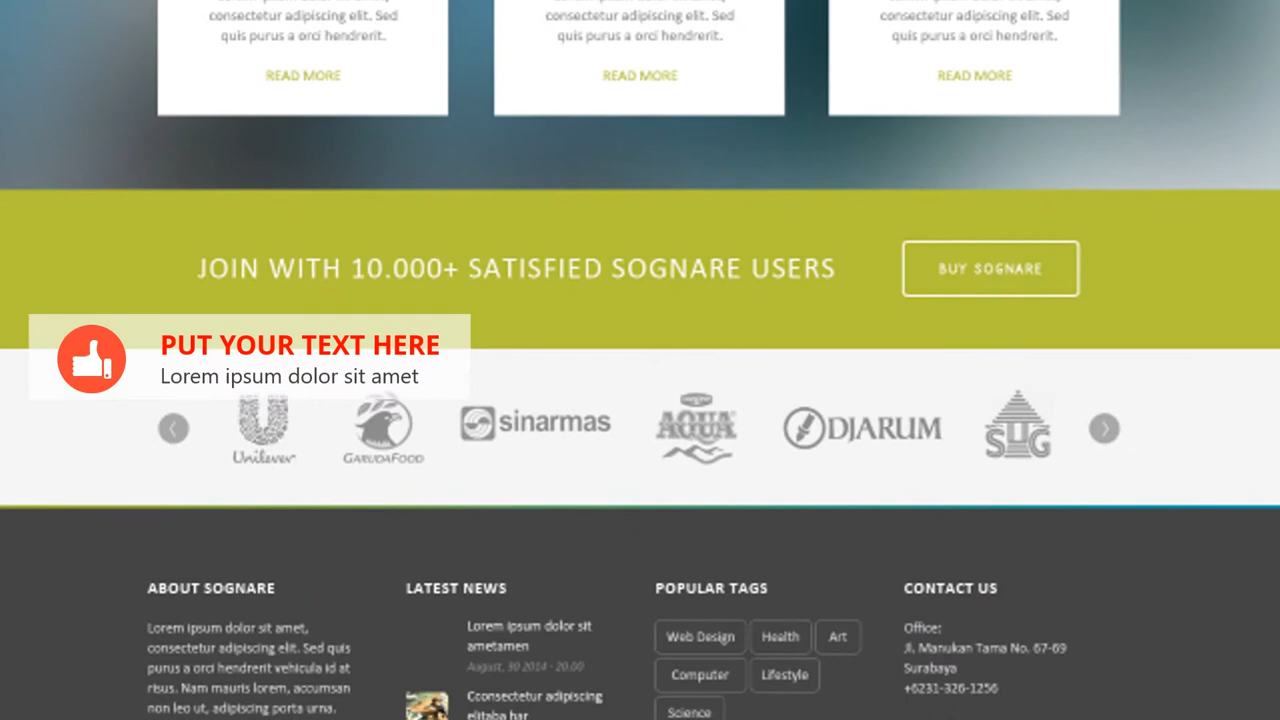 consectetur adipiscing elit. Sed
quis purus a orci hendrerit.
READ MORE
consectetur adipiscing elit. Sed
quis purus a orci hendrerit.
READ MORE
consectetur adipiscing elit. Sed
quis purus a orci hendrerit.
READ MORE
JOIN WITH 10.000+ SATISFIED SOGNARE USERS
BUY SOGNARE
PUT YOUR TEXT HERE
Lorem ipsum dolor sit amet
Unilever
GARUDAFOOD
sinarmas
AQUA
DJARUM
SUG
ABOUT SOGNARE
Lorem ipsum dolor sit amet,
consectetur adipiscing elit. Sed quis
purus a orci hendrerit vehicula id at
risus. Nam mauris lorem, accumsan
non leo ut, adipiscing porta urna.
LATEST NEWS
Lorem ipsum dolor sit
ametamen
August, 30 2014 - 20.00
Cconsectetur adipiscing
elitaba har
POPULAR TAGS
Web Design
Health
Art
Computer
Lifestyle
Science
CONTACT US
Office:
Jl. Manukan Tama No. 67-69
Surabaya
+6231-326-1256